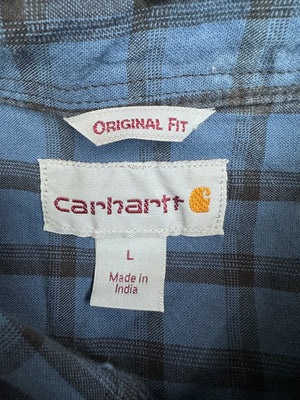 ORIGINAL FIT
carhartt
L
Made in
India